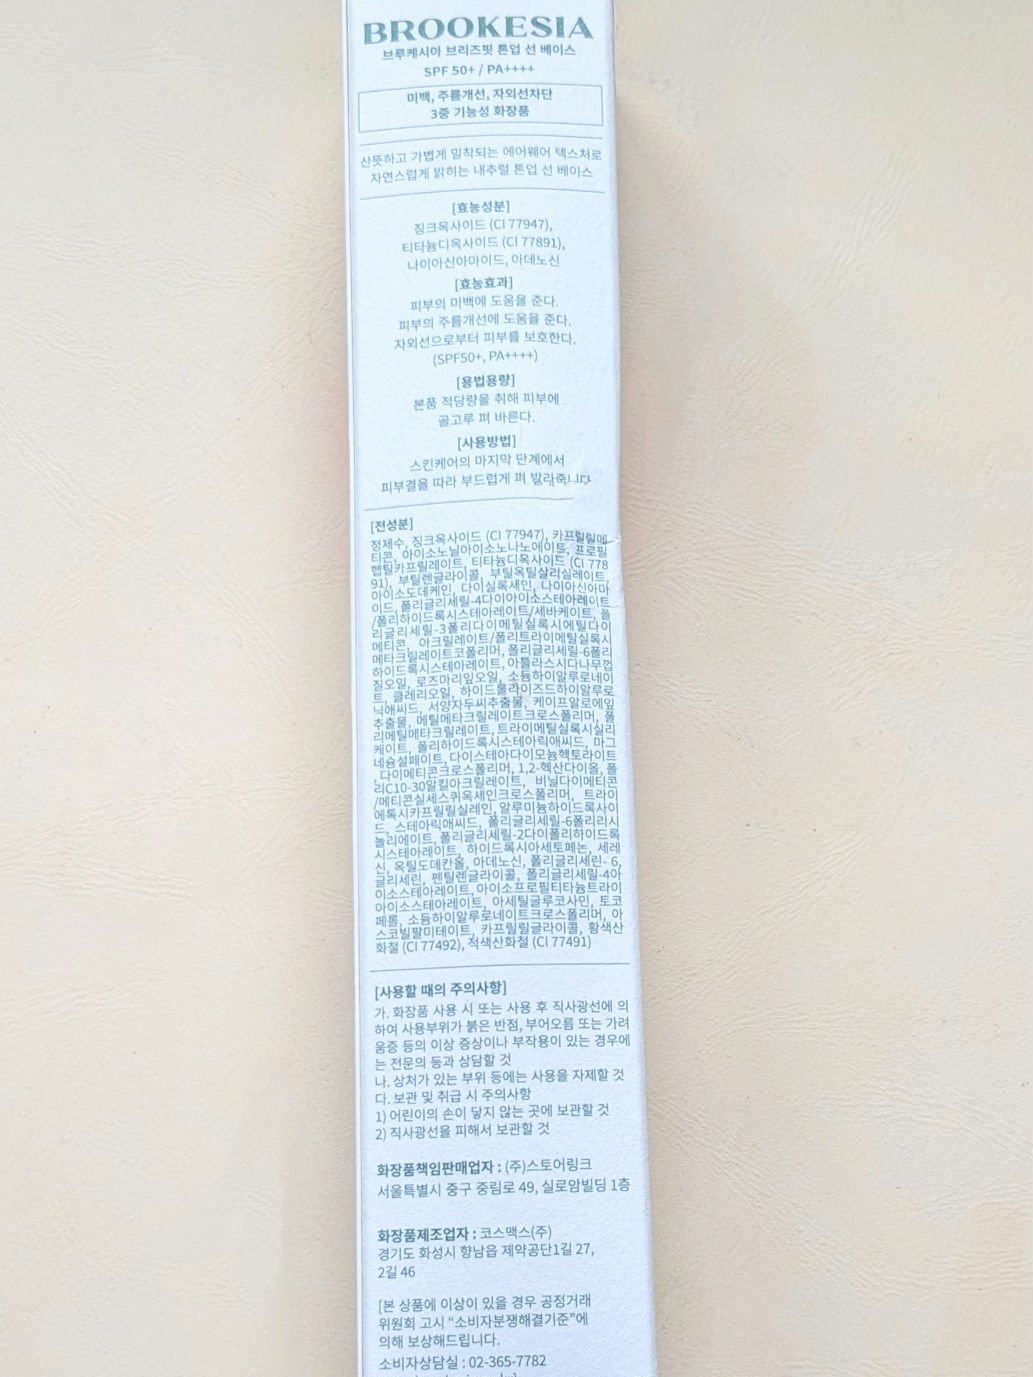 BROOKESIA
브루케시아 브리즈핏 톤업 선 베이스
SPF 50+ / PA++++
미백, 주름개선, 자외선차단
3중 기능성 화장품
산뜻하고 가볍게 밀착되는 에어웨어 텍스처로
자연스럽게 밝히는 내추럴 톤업 선 베이스
[효능성분]
징크옥사이드 (CI 77947),
티타늄디옥사이드 (CI 77891),
나이아신아마이드, 아데노신
[효능효과]
피부의 미백에 도움을 준다.
피부의 주름개선에 도움을 준다.
자외선으로부터 피부를 보호한다.
(SPF50+, PA++++)
[용법용량]
본품 적당량을 취해 피부에
골고루 펴 바른다.
[사용방법]
스킨케어의 마지막 단계에서
피부결을 따라 부드럽게 펴 발라줍니다.
[전성분]
정제수, 징크옥사이드 (CI 77947), 카프릴릴메
티콘, 아이소노닐아이소노나노에이트, 프로필
헵틸카프릴레이트, 티타늄디옥사이드 (CI 778
91), 부틸렌글라이콜, 부틸옥틸살리실레이트,
아이소도데케인, 다이실록세인, 나이아신아마
이드, 폴리글리세릴-4다이아이소스테아레이트
/폴리하이드록시스테아레이트/세바케이트, 폴
리글리세릴-3폴리다이메틸실록시에틸다이
메티콘, 아크릴레이트/폴리트라이메틸실록시
메타크릴레이트코폴리머, 폴리글리세릴-6폴리
하이드록시스테아레이트, 아틀라스시다나무껍
질오일, 로즈마리잎오일, 소듐하이알루로네이
트, 클레리오일, 하이드롤라이즈드하이알루로
닉애씨드, 서양자두씨추출물, 케이프알로에잎
추출물, 메틸메타크릴레이트크로스폴리머, 폴
리메틸메타크릴레이트, 트라이메틸실록시실리
케이트, 폴리하이드록시스테아릭애씨드, 마그
네슘설페이트, 다이스테아다이모늄헥토라이트
, 다이메티콘크로스폴리머, 1,2-헥산다이올, 폴
리C10-30알킬아크릴레이트, 비닐다이메티콘
/메티콘실세스퀴옥세인크로스폴리머, 트라이
에톡시카프릴릴실레인, 알루미늄하이드록사이
드, 스테아릭애씨드, 폴리글리세릴-6폴리리시
놀리에이트, 폴리글리세릴-2다이폴리하이드록
시스테아레이트, 하이드록시아세토페논, 세레
신, 옥틸도데칸올, 아데노신, 폴리글리세린- 6,
글리세린, 펜틸렌글라이콜, 폴리글리세릴-4아
이소스테아레이트, 아이소프로필티타늄트라이
아이소스테아레이트, 아세틸글루코사민, 토코
페롤, 소듐하이알루로네이트크로스폴리머, 아
스코빌팔미테이트, 카프릴릴글라이콜, 황색산
화철 (CI 77492), 적색산화철 (CI 77491)
[사용할 때의 주의사항]
가. 화장품 사용 시 또는 사용 후 직사광선에 의
하여 사용부위가 붉은 반점, 부어오름 또는 가려
움증 등의 이상 증상이나 부작용이 있는 경우에
는 전문의 등과 상담할 것
나. 상처가 있는 부위 등에는 사용을 자제할 것
다. 보관 및 취급 시 주의사항
1) 어린이의 손이 닿지 않는 곳에 보관할 것
2) 직사광선을 피해서 보관할 것
화장품책임판매업자 : (주)스토어링크
서울특별시 중구 중림로 49, 실로암빌딩 1층
화장품제조업자 : 코스맥스(주)
경기도 화성시 향남읍 제약공단1길 27,
2길 46
[본 상품에 이상이 있을 경우 공정거래
위원회 고시 “소비자분쟁해결기준”에
의해 보상해드립니다.
소비자상담실 : 02-365-7782